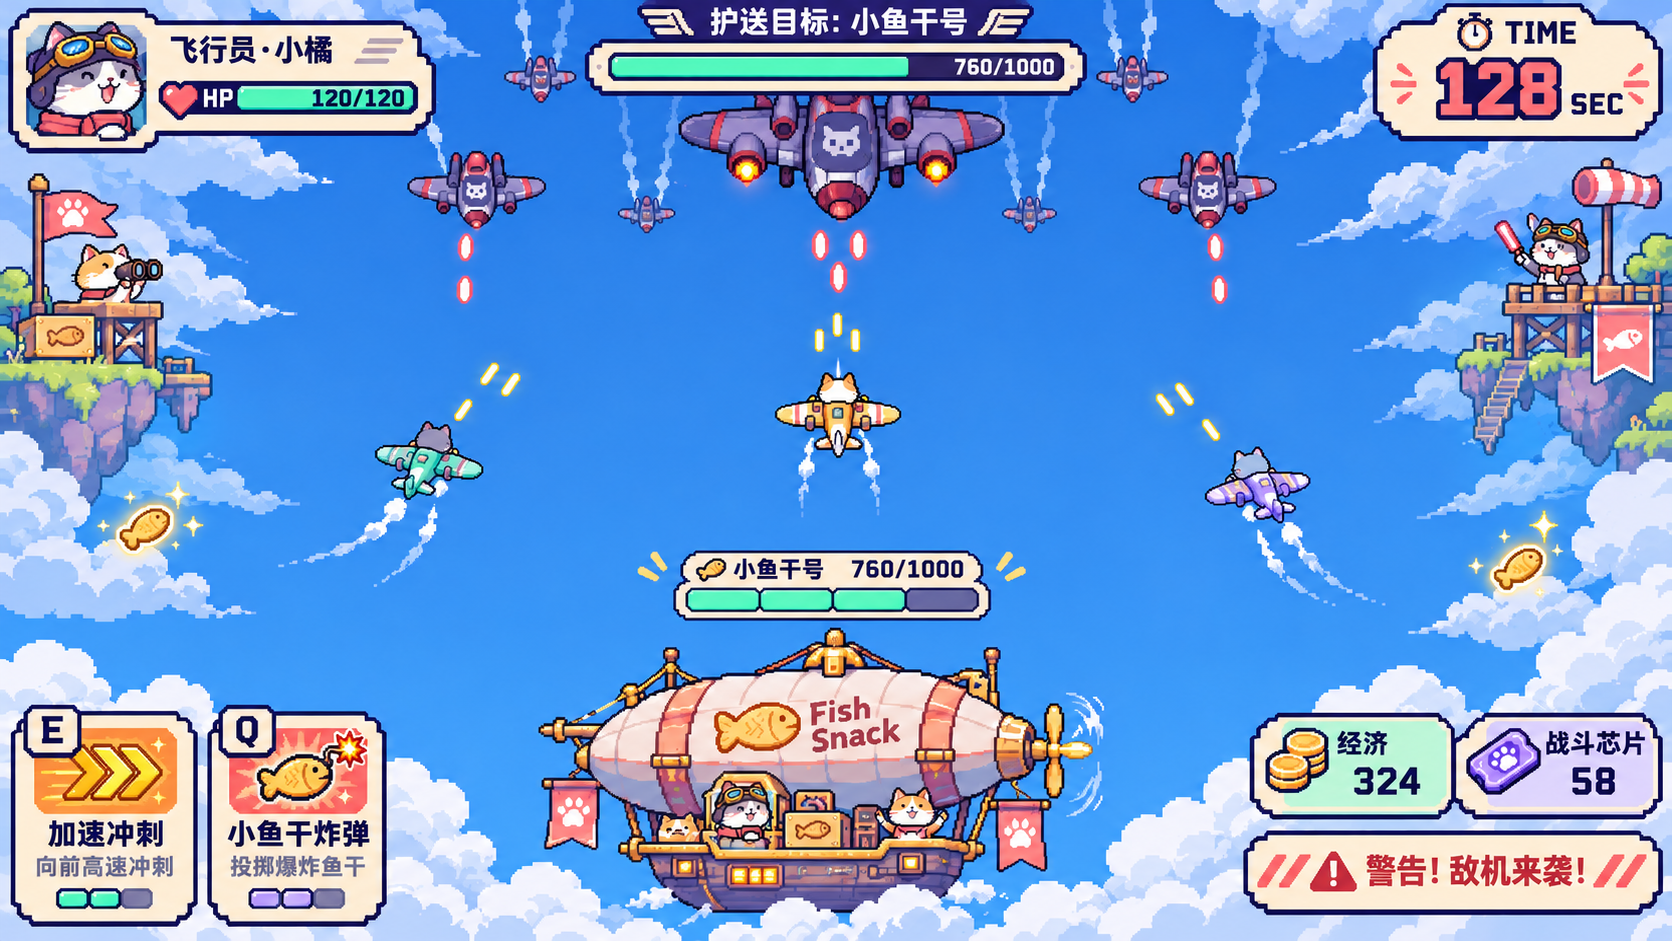 飞行员·小橘
HP 120/120
护送目标: 小鱼干号
760/1000
TIME
128 SEC
小鱼干号 760/1000
Fish
Snack
E
加速冲刺
向前高速冲刺
Q
小鱼干炸弹
投掷爆炸鱼干
经济
324
战斗芯片
58
警告! 敌机来袭!